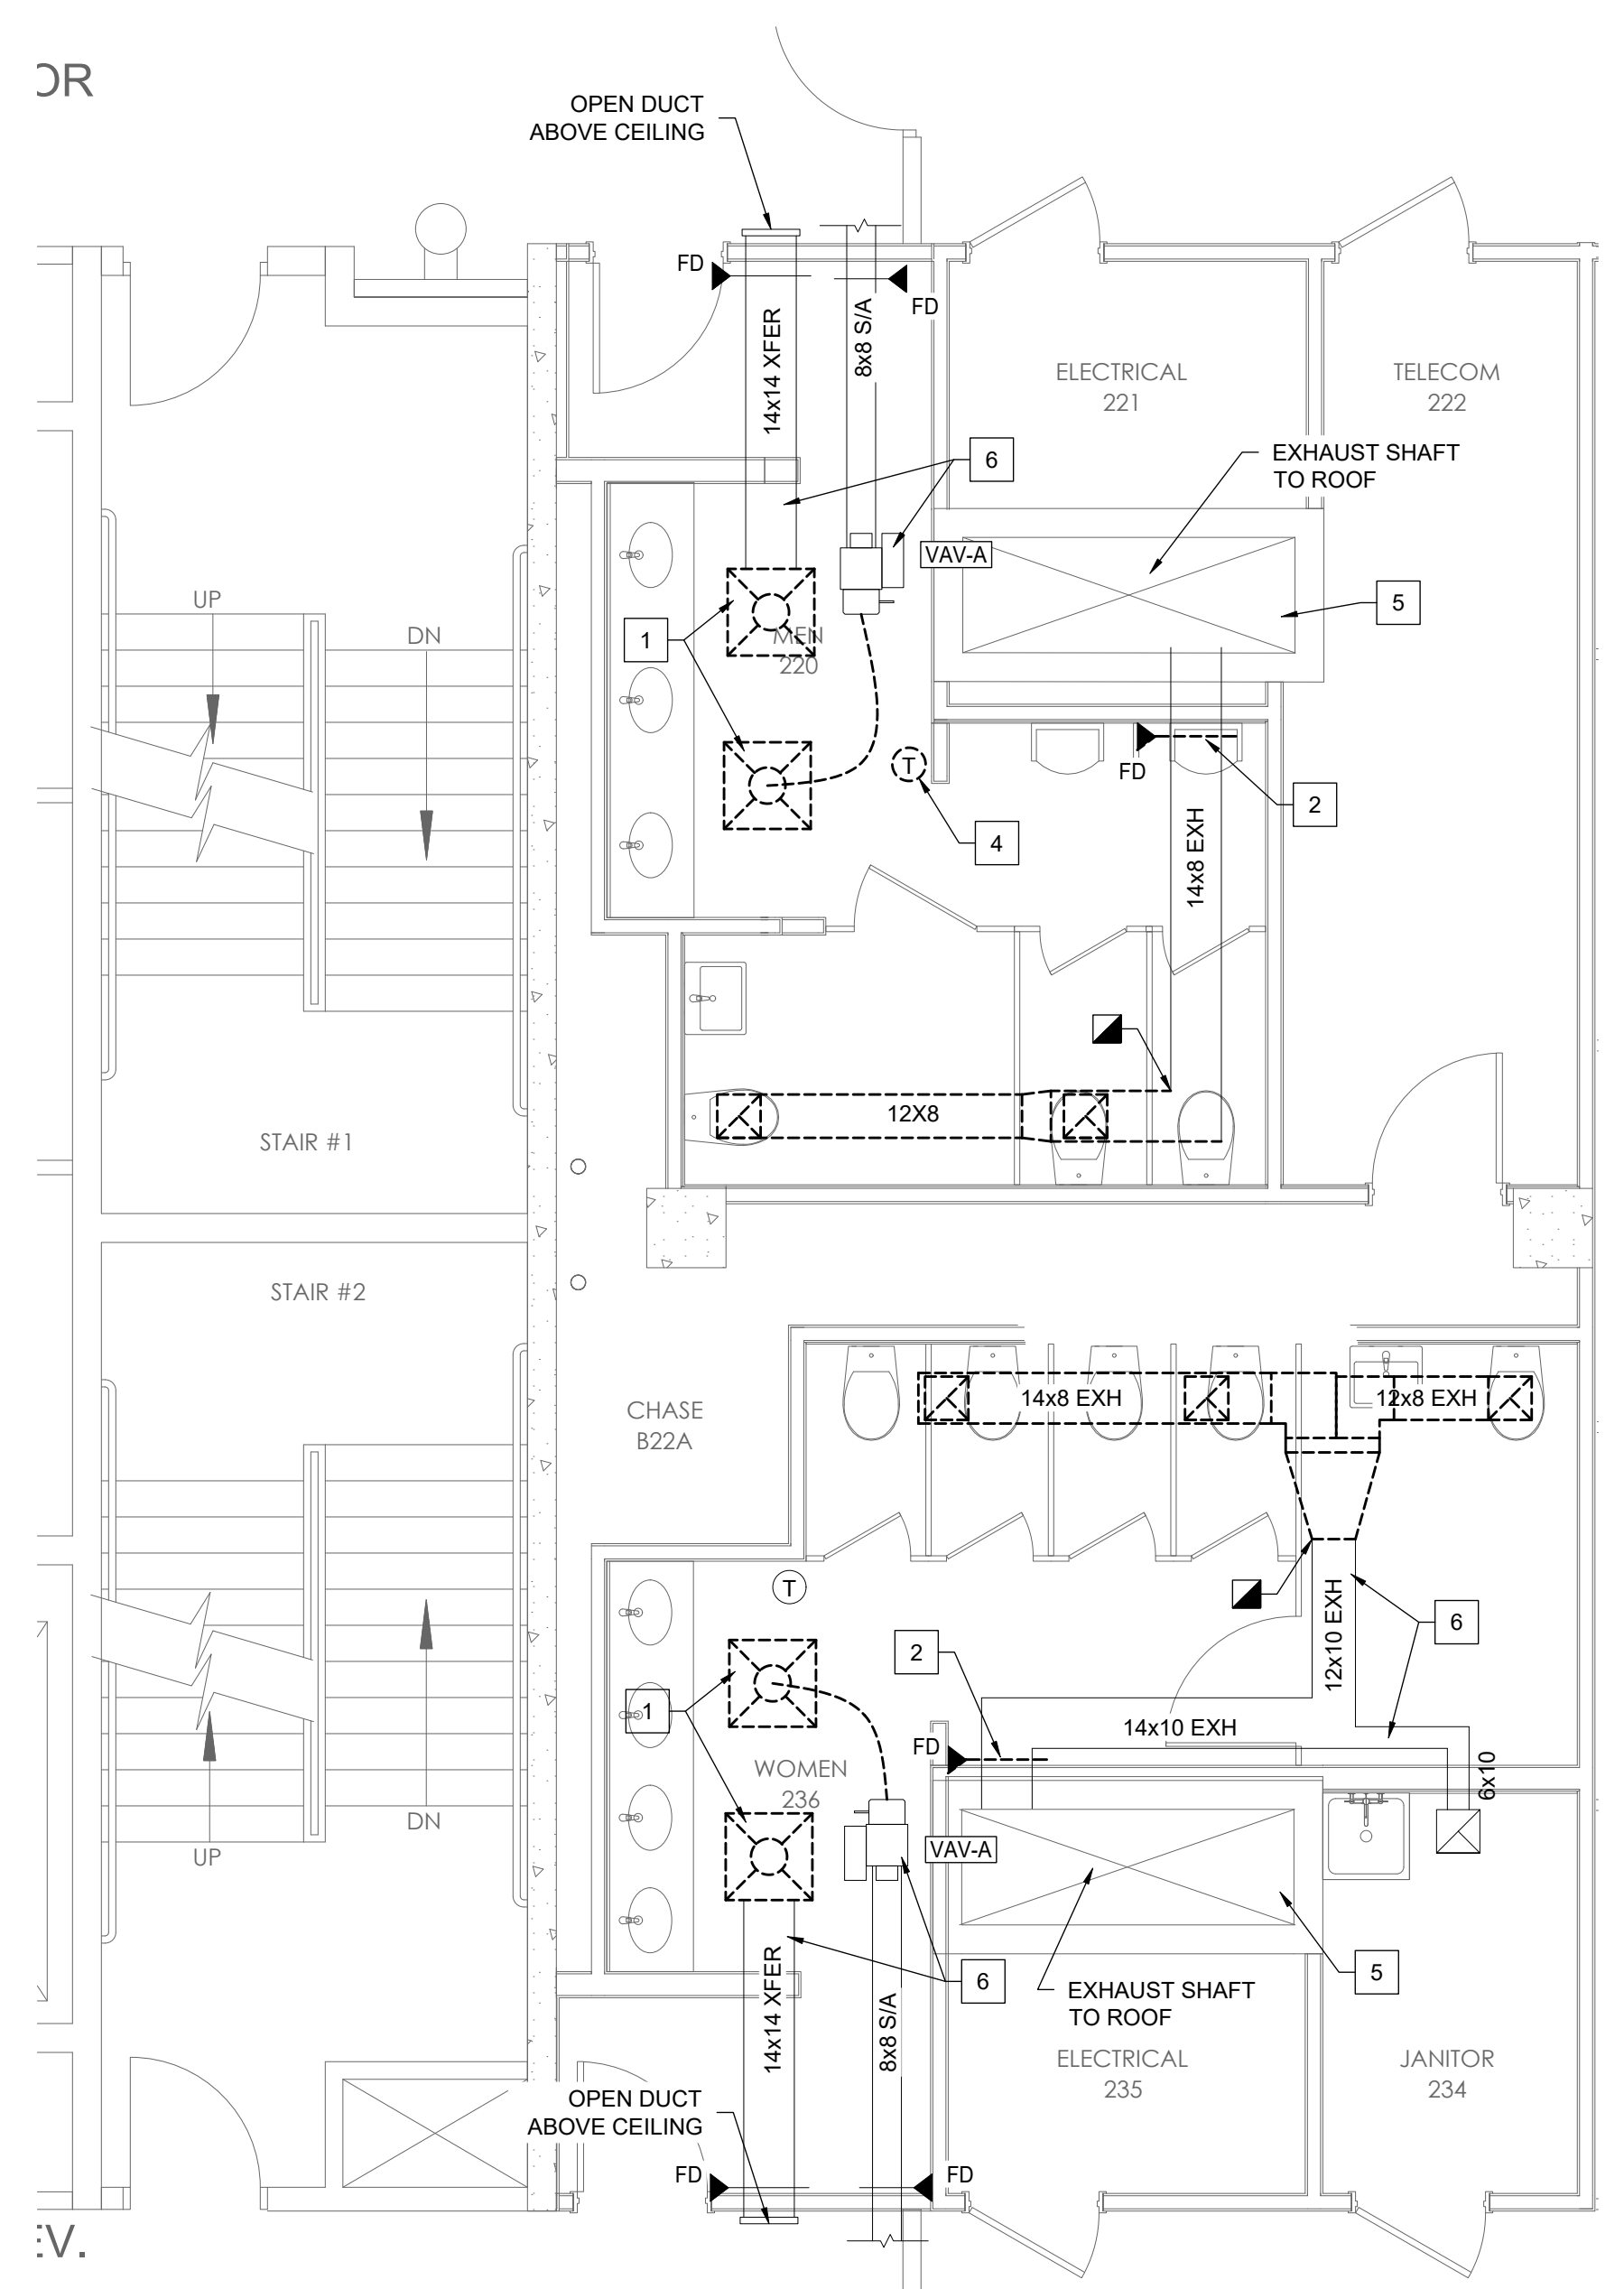 OR
OPEN DUCT
ABOVE CEILING
FD
FD
14x14 XFER
8x8 S/A
ELECTRICAL
221
TELECOM
222
6
EXHAUST SHAFT
TO ROOF
VAV-A
5
UP
DN
1
MEN
220
T
FD
2
4
14x8 EXH
12X8
STAIR #1
STAIR #2
CHASE
B22A
14x8 EXH
12x8 EXH
T
2
6
12x10 EXH
1
14x10 EXH
FD
6x10
WOMEN
236
VAV-A
DN
UP
14x14 XFER
6
8x8 S/A
5
EXHAUST SHAFT
TO ROOF
ELECTRICAL
235
JANITOR
234
OPEN DUCT
ABOVE CEILING
FD
FD
EV.